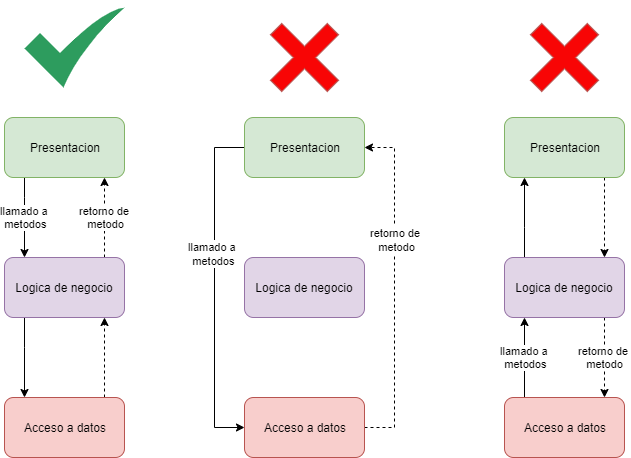 Presentacion
llamado a
metodos
retorno de
metodo
Logica de negocio
Acceso a datos
Presentacion
llamado a
metodos
retorno de
metodo
Logica de negocio
Acceso a datos
Presentacion
Logica de negocio
llamado a
metodos
retorno de
metodo
Acceso a datos